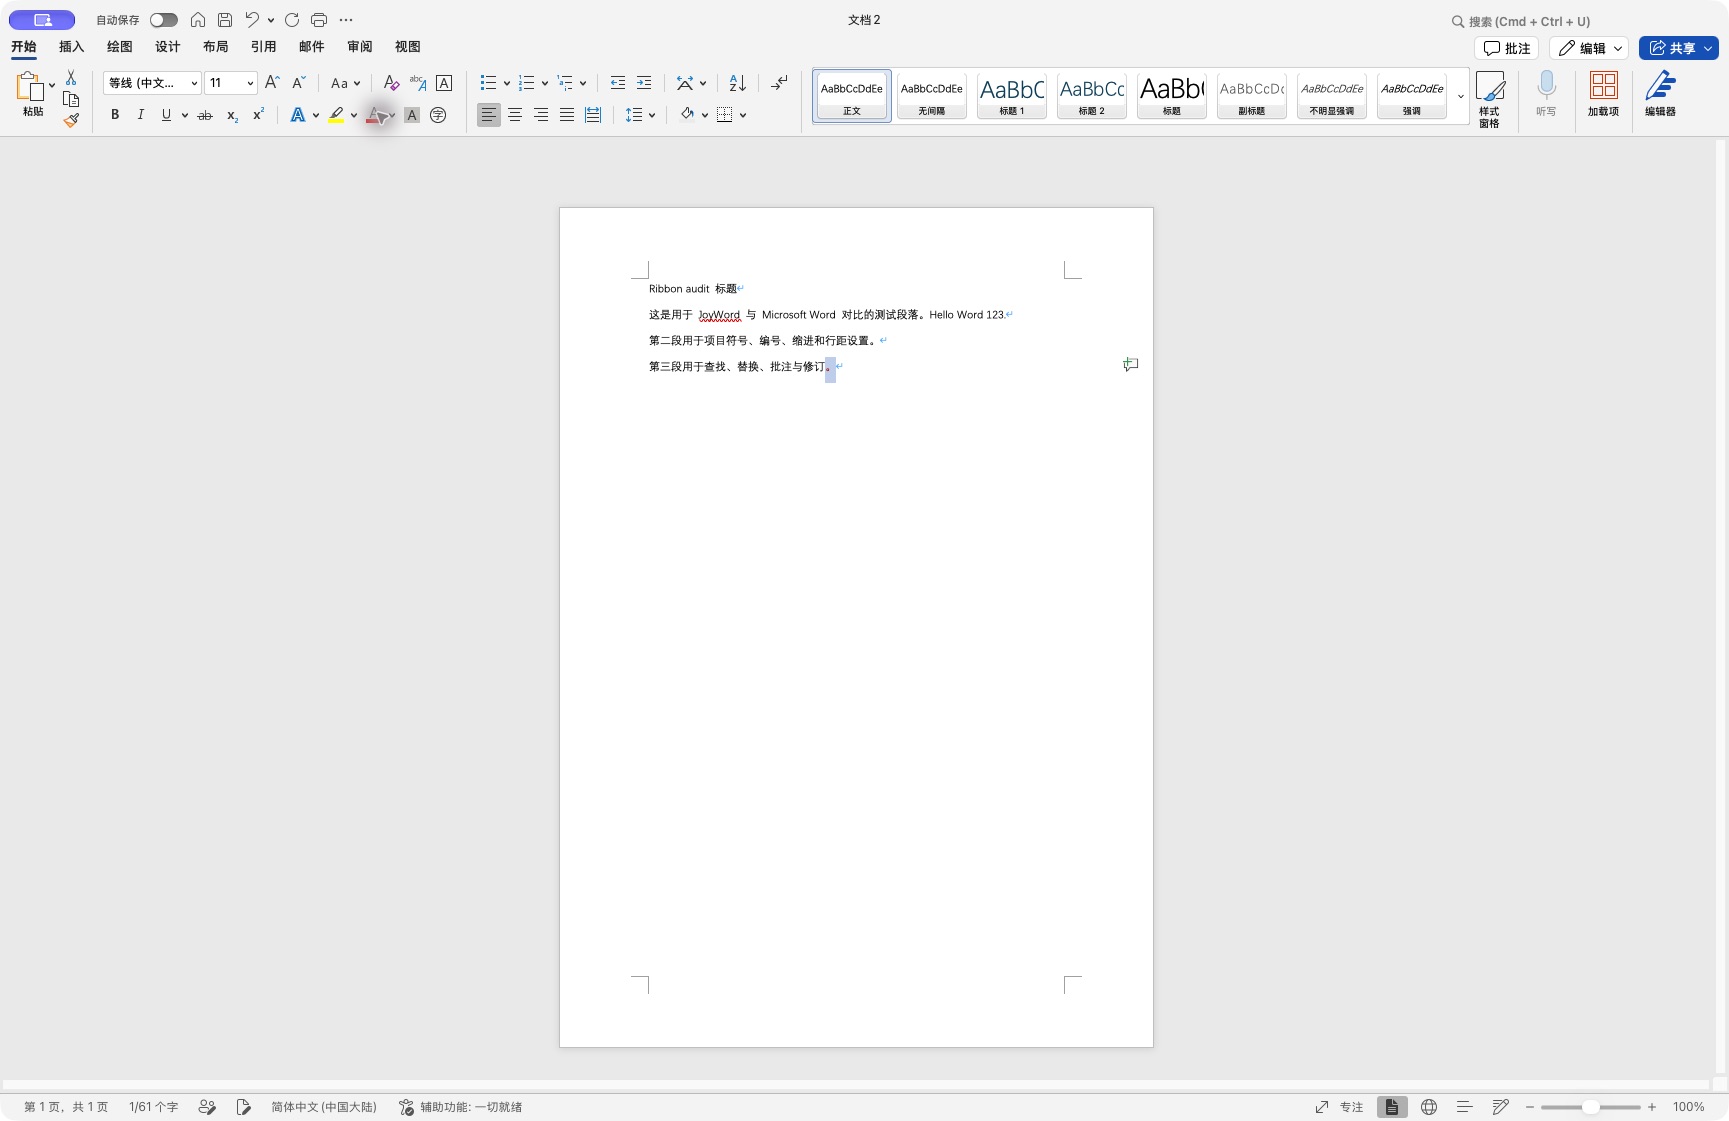 自动保存
文档 2
搜索 (Cmd + Ctrl + U)
开始 插入 绘图 设计 布局 引用 邮件 审阅 视图
批注 编辑 共享
粘贴
等线 (中文... 11
Aa
AaBbCcDdEe 正文
AaBbCcDdEe 无间隔
AaBbC 标题 1
AaBbCc 标题 2
AaBb 标题
AaBbCcD 副标题
AaBbCcDdEe 不明显强调
AaBbCcDdEe 强调
样式
窗格
听写
加载项
编辑器
Ribbon audit 标题
这是用于 JoyWord 与 Microsoft Word 对比的测试段落。Hello Word 123.
第二段用于项目符号、编号、缩进和行距设置。
第三段用于查找、替换、批注与修订。
第 1 页，共 1 页 1/61 个字 简体中文 (中国大陆) 辅助功能: 一切就绪 专注 100%